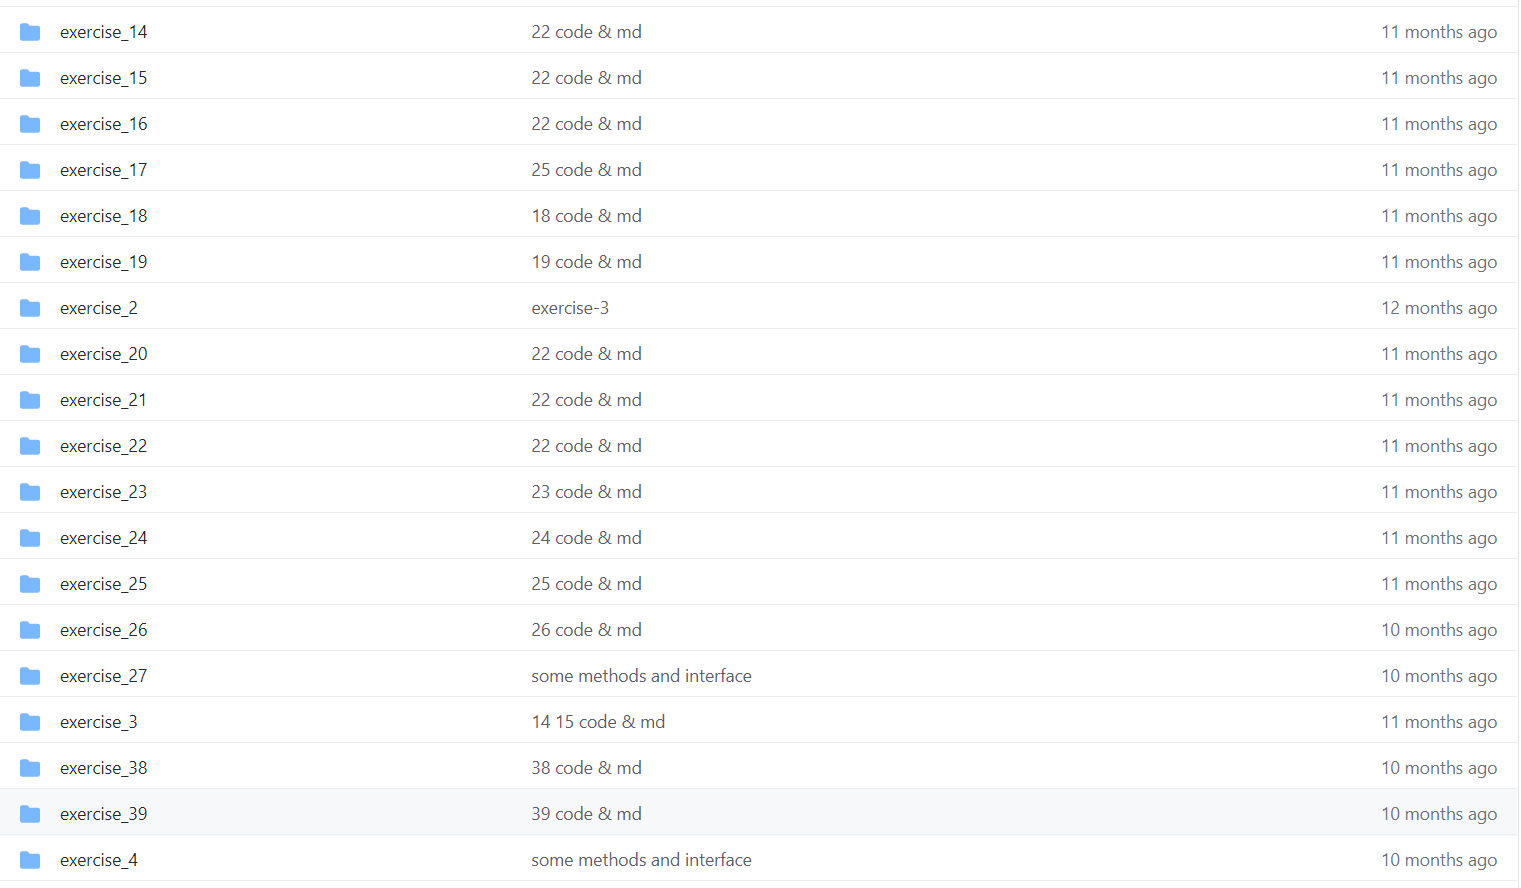 exercise_14 22 code & md 11 months ago
exercise_15 22 code & md 11 months ago
exercise_16 22 code & md 11 months ago
exercise_17 25 code & md 11 months ago
exercise_18 18 code & md 11 months ago
exercise_19 19 code & md 11 months ago
exercise_2 exercise-3 12 months ago
exercise_20 22 code & md 11 months ago
exercise_21 22 code & md 11 months ago
exercise_22 22 code & md 11 months ago
exercise_23 23 code & md 11 months ago
exercise_24 24 code & md 11 months ago
exercise_25 25 code & md 11 months ago
exercise_26 26 code & md 10 months ago
exercise_27 some methods and interface 10 months ago
exercise_3 14 15 code & md 11 months ago
exercise_38 38 code & md 10 months ago
exercise_39 39 code & md 10 months ago
exercise_4 some methods and interface 10 months ago